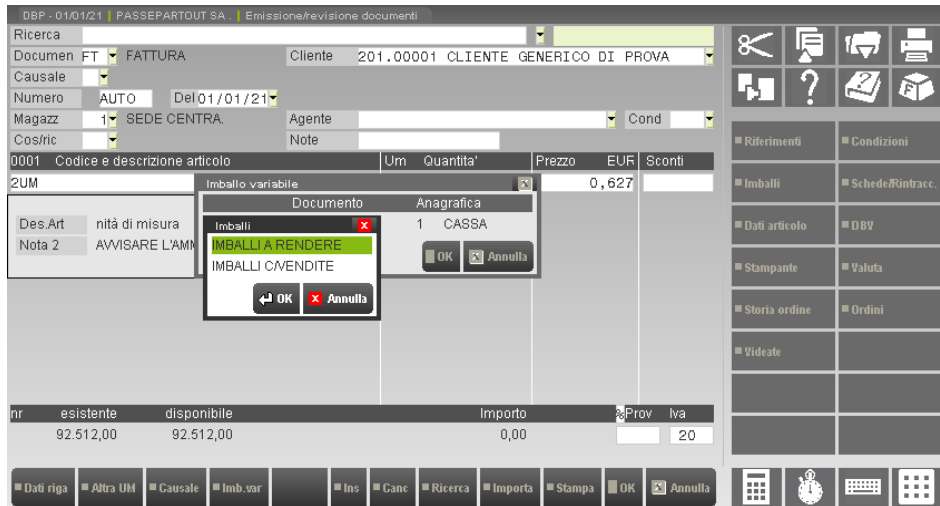 DBP - 01/01/21 | PASSEPARTOUT SA . | Emissione/revisione documenti
Ricerca
Documen FT FATTURA Cliente 201.00001 CLIENTE GENERICO DI PROVA
Causale
Numero AUTO Del 01/01/21
Magazz 1 SEDE CENTRA. Agente Cond
Cos/ric Note
0001 Codice e descrizione articolo Um Quantita' Prezzo EUR Sconti
2UM 0,627
Imballo variabile
Documento Anagrafica
1 CASSA
OK Annulla
Des.Art nità di misura
Nota 2 AVVISARE L'AMM
Imballi
IMBALLI A RENDERE
IMBALLI C/VENDITE
OK Annulla
nr esistente disponibile Importo %Prov Iva
92.512,00 92.512,00 0,00 20
Dati riga Altra UM Causale Imb.var Ins Canc Ricerca Importa Stampa OK Annulla
Riferimenti Condizioni
Imballi Schede/Rintracc.
Dati articolo DBV
Stampante Valuta
Storia ordine Ordini
Videate